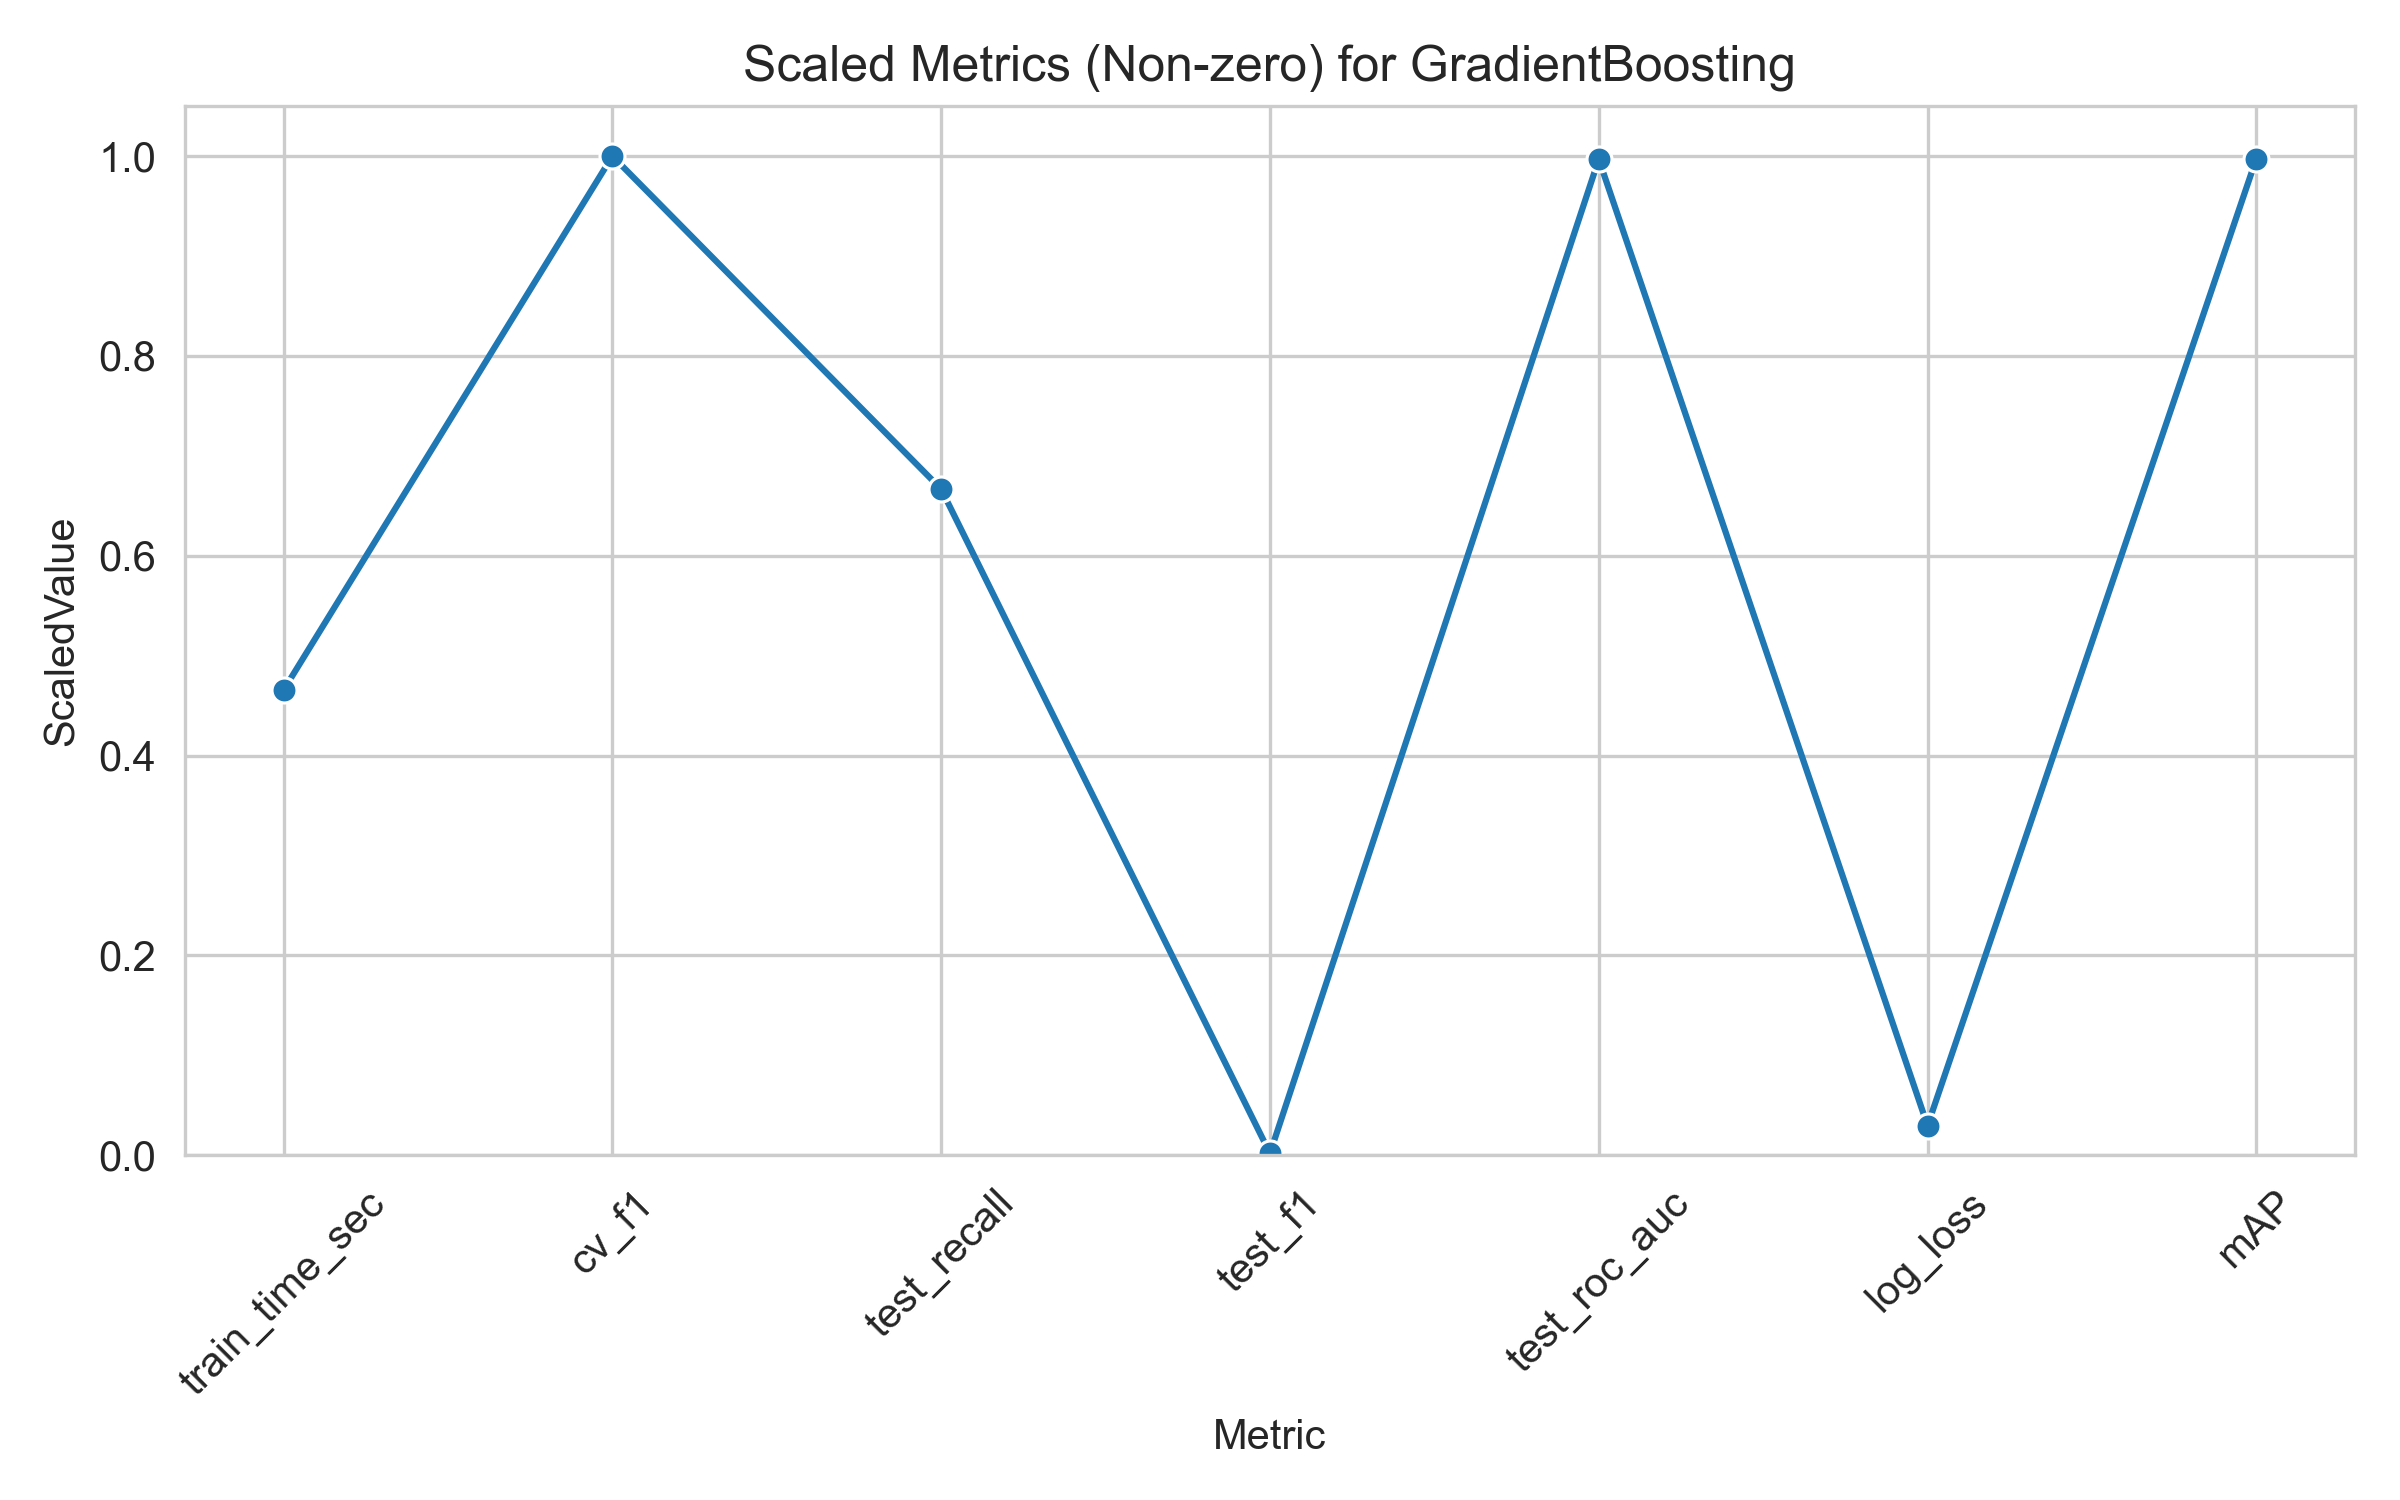 Scaled Metrics (Non-zero) for GradientBoosting
ScaledValue
1.0
0.8
0.6
0.4
0.2
0.0
train_time_sec
cv_f1
test_recall
test_f1
test_roc_auc
log_loss
mAP
Metric